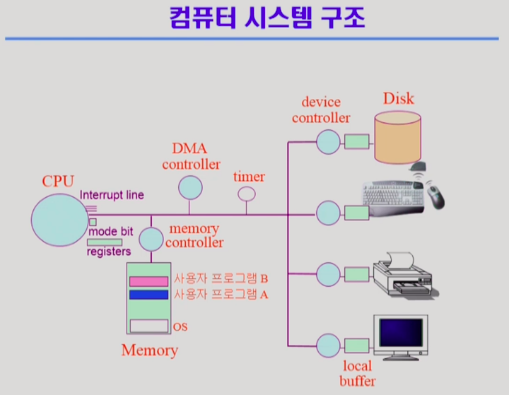 컴퓨터 시스템 구조
device
controller
Disk
DMA
controller
timer
CPU
Interrupt line
mode bit
registers
memory
controller
사용자 프로그램 B
사용자 프로그램 A
OS
Memory
local
buffer